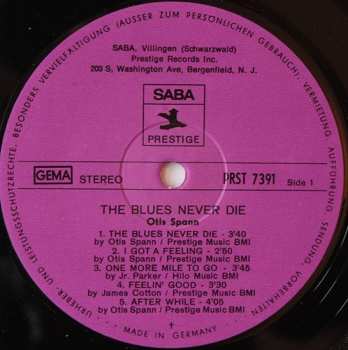 BESONDERS VERVIELFÄLTIGUNG (AUSSER ZUM PERSÖNLICHEN GEBRAUCH), VERMIETUNG, AUFFÜHRUNG, SENDUNG, VORBEHALTEN
URHEBER- UND LEISTUNGSSCHUTZRECHTE,
SABA, Villingen (Schwarzwald)
Prestige Records Inc.
203 S, Washington Ave, Bergenfield, N. J.
SABA
PRESTIGE
GEMA STEREO PRST 7391 Side 1
THE BLUES NEVER DIE
Otis Spann
1. THE BLUES NEVER DIE - 3'40
by Otis Spann / Prestige Music BMI
2. I GOT A FEELING - 2'50
by Otis Spann / Prestige Music BMI
3. ONE MORE MILE TO GO - 3'45
by Jr. Parker / Hilo Music BMI
4. FEELIN' GOOD - 3'30
by James Cotton / Prestige Music BMI
5. AFTER WHILE - 4'05
by Otis Spann / Prestige Music BMI
MADE IN GERMANY